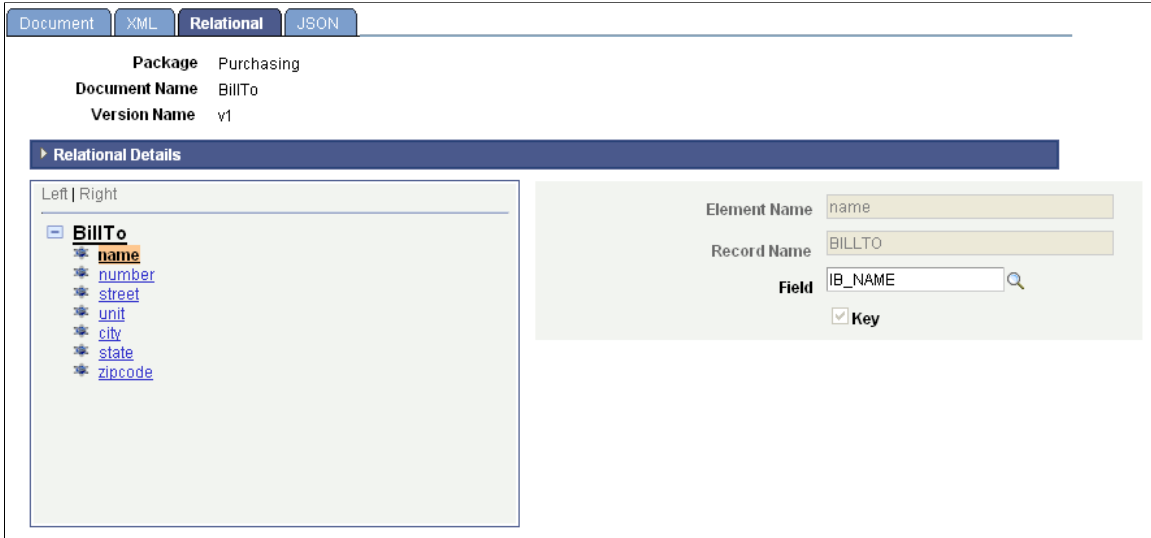 Document XML Relational JSON
Package Purchasing
Document Name BillTo
Version Name v1
Relational Details
Left | Right
BillTo
name
number
street
unit
city
state
zipcode
Element Name name
Record Name BILLTO
Field IB_NAME
Key